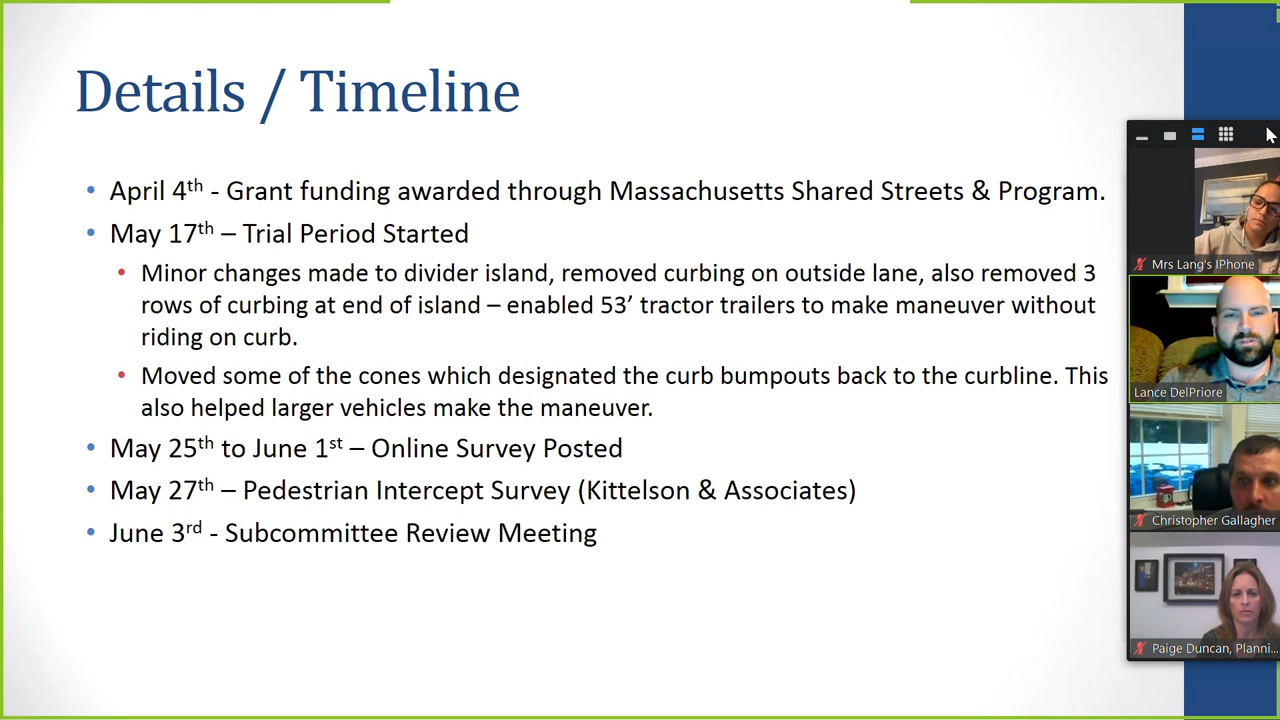 Details / Timeline
• April 4th - Grant funding awarded through Massachusetts Shared Streets & Program.
• May 17th – Trial Period Started
• Minor changes made to divider island, removed curbing on outside lane, also removed 3
rows of curbing at end of island – enabled 53’ tractor trailers to make maneuver without
riding on curb.
• Moved some of the cones which designated the curb bumpouts back to the curbline. This
also helped larger vehicles make the maneuver.
• May 25th to June 1st – Online Survey Posted
• May 27th – Pedestrian Intercept Survey (Kittelson & Associates)
• June 3rd - Subcommittee Review Meeting
Mrs Lang's IPhone
Lance DelPriore
Christopher Gallagher
Paige Duncan, Planni...